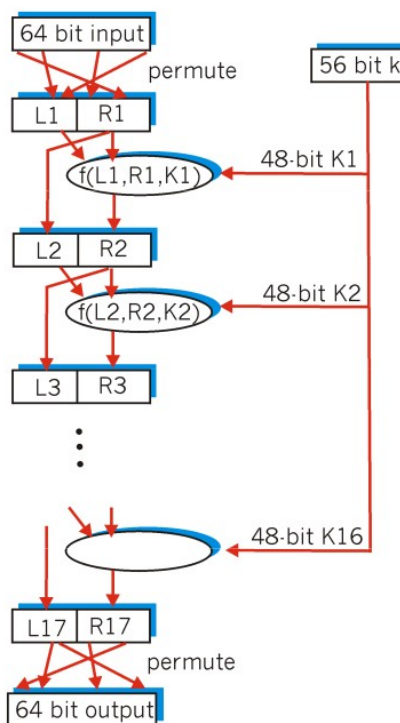 64 bit input
permute
56 bit k
L1 R1
48-bit K1
f(L1,R1,K1)
L2 R2
48-bit K2
f(L2,R2,K2)
L3 R3
48-bit K16
L17 R17
permute
64 bit output